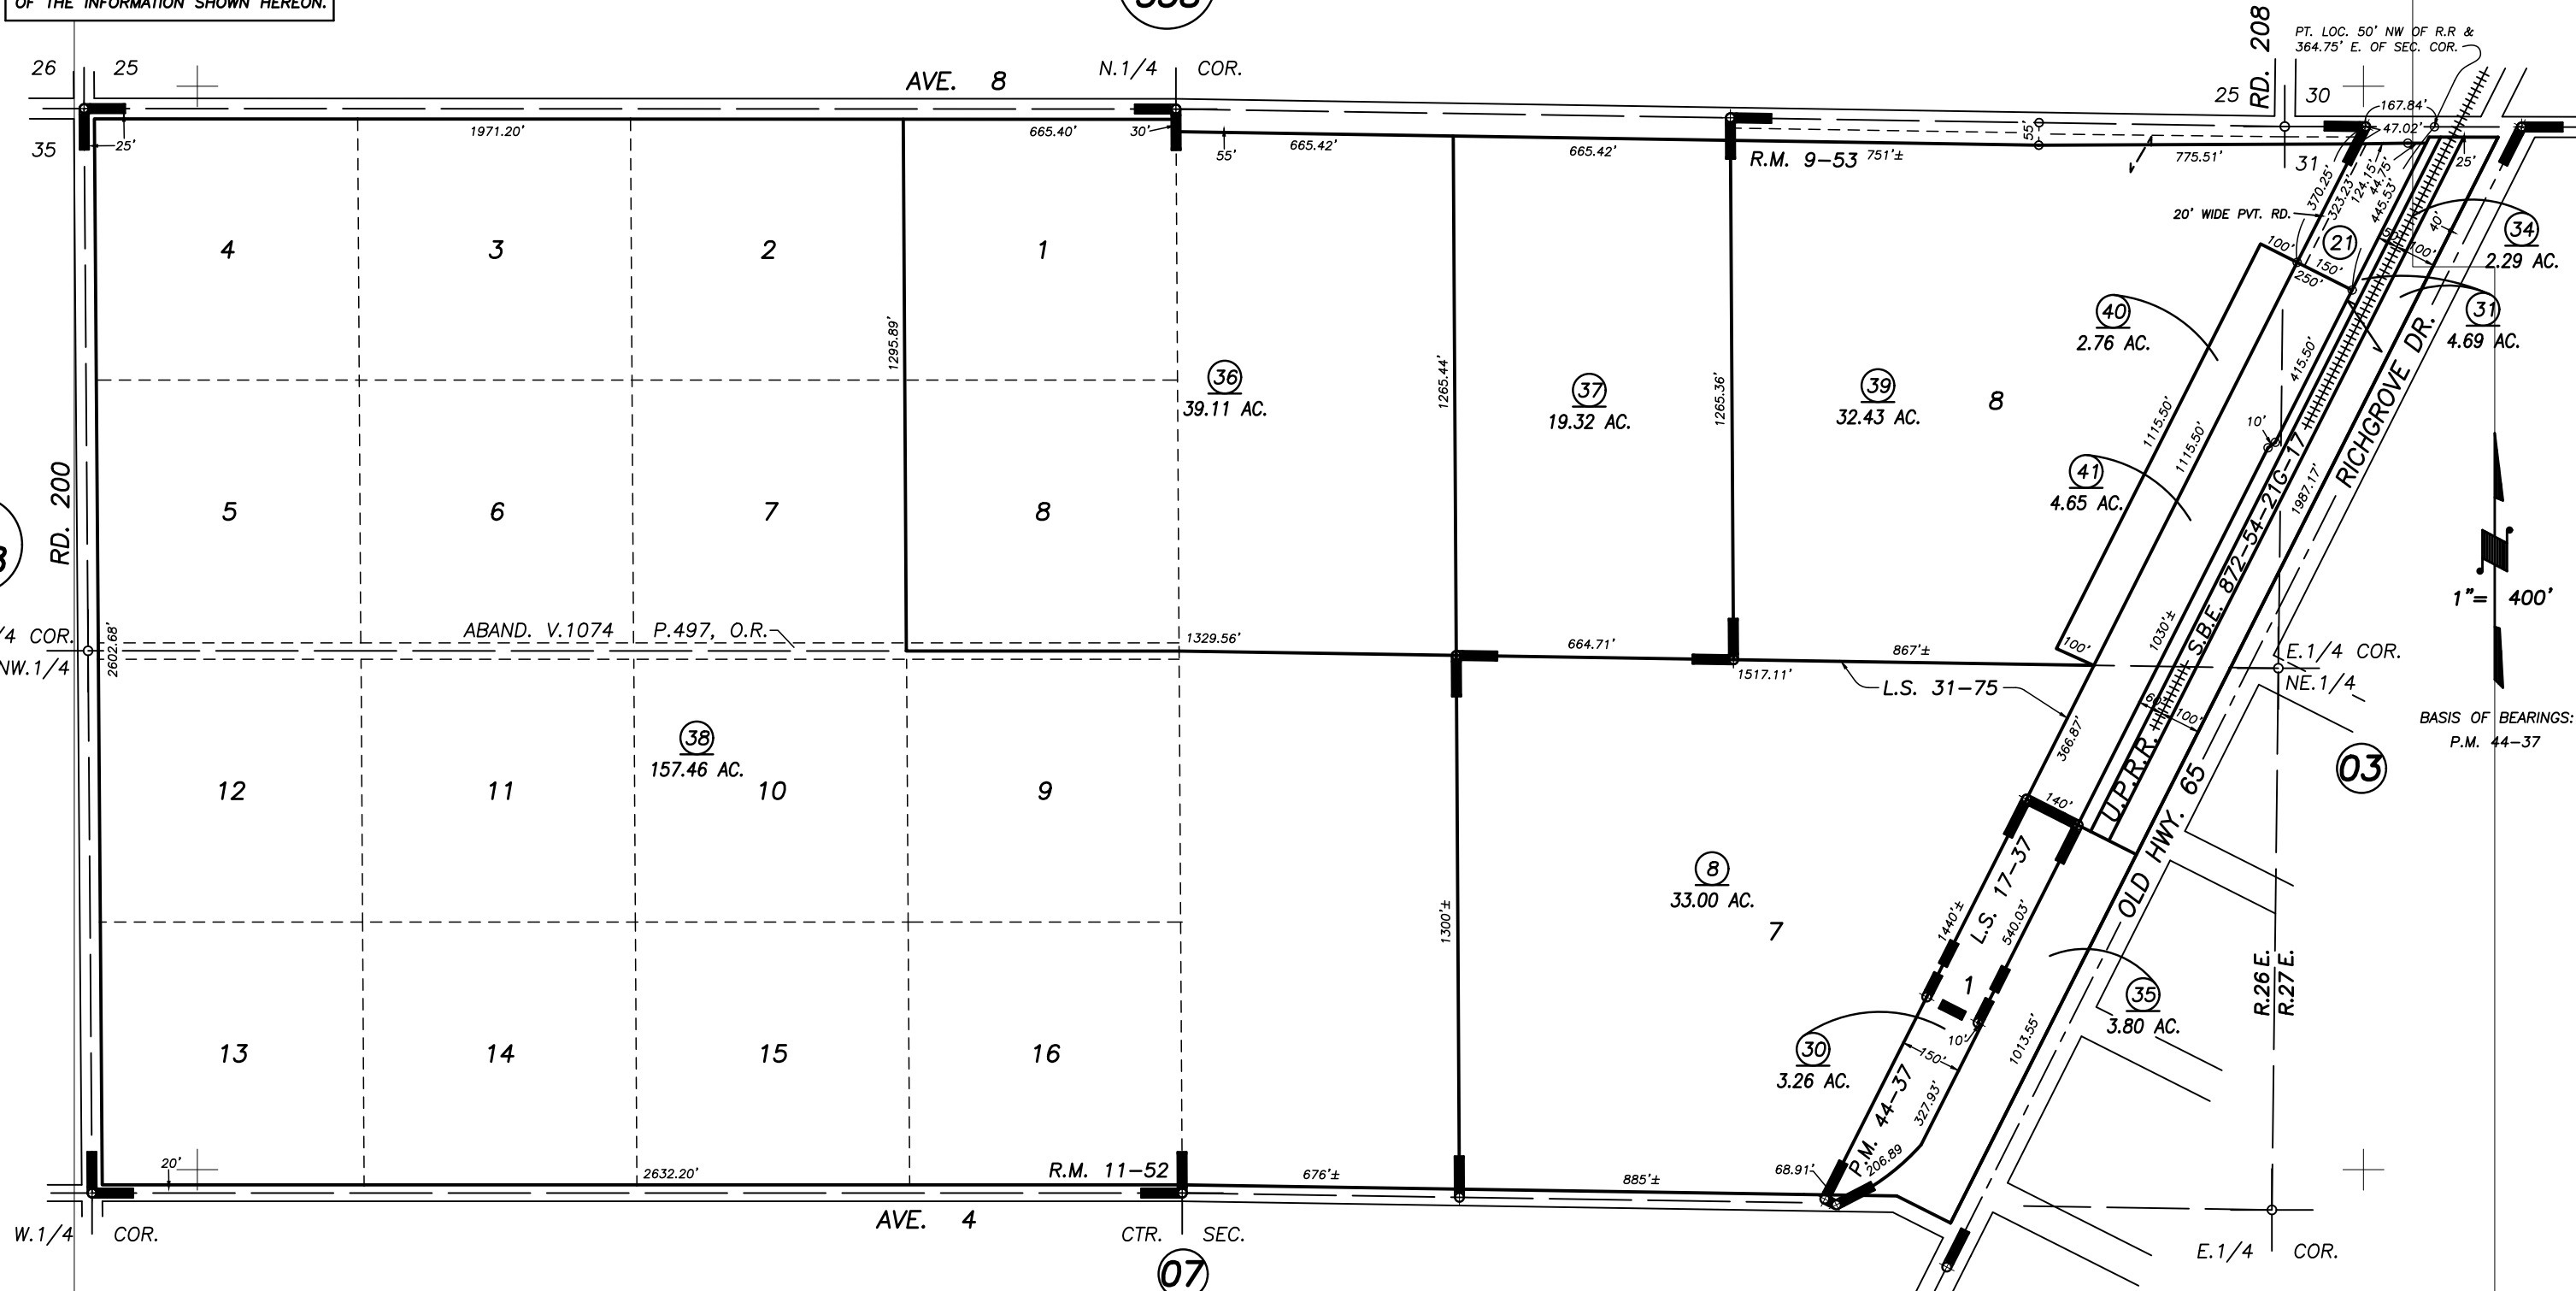 OF THE INFORMATION SHOWN HEREON.
RD. 208
PT. LOC. 50' NW OF R.R &
364.75' E. OF SEC. COR.
26 25
AVE. 8
N.1/4 COR.
25 30
167.84'
35
25'
1971.20'
665.40'
30'
55'
665.42'
665.42'
R.M. 9-53
751'±
55'
775.51'
31
47.02'
25'
370.25'
323.23'
124.15'
44.75'
445.53'
20' WIDE PVT. RD.
4
3
2
1
100'
21
150'
250'
100'
40'
34
2.29 AC.
40
2.76 AC.
31
4.69 AC.
1295.89'
1265.44'
1265.36'
36
39.11 AC.
37
19.32 AC.
39
32.43 AC.
8
1115.50'
1115.50'
415.50'
10'
RICHGROVE DR.
RD. 200
5
6
7
8
41
4.65 AC.
1987.17'
S.B.E. 872-54-21G-17
1"= 400'
ABAND. V.1074 P.497, O.R.
1329.56'
664.71'
1517.11'
867'±
100'
1030'±
/4 COR.
NW.1/4
2602.68'
L.S. 31-75
E.1/4 COR.
NE.1/4
BASIS OF BEARINGS:
P.M. 44-37
38
157.46 AC.
366.87'
100'
U.P.R.R.
03
12
11
10
9
140'
OLD HWY. 65
8
33.00 AC.
7
1300'±
1440'±
L.S. 17-37
540.03'
1
35
3.80 AC.
R.26E.
R.27E.
13
14
15
16
30
3.26 AC.
10'
150'
1013.55'
P.M. 44-37
327.93'
206.89
68.91'
20'
2632.20'
R.M. 11-52
676'±
885'±
W.1/4 COR.
AVE. 4
CTR. SEC.
E.1/4 COR.
07